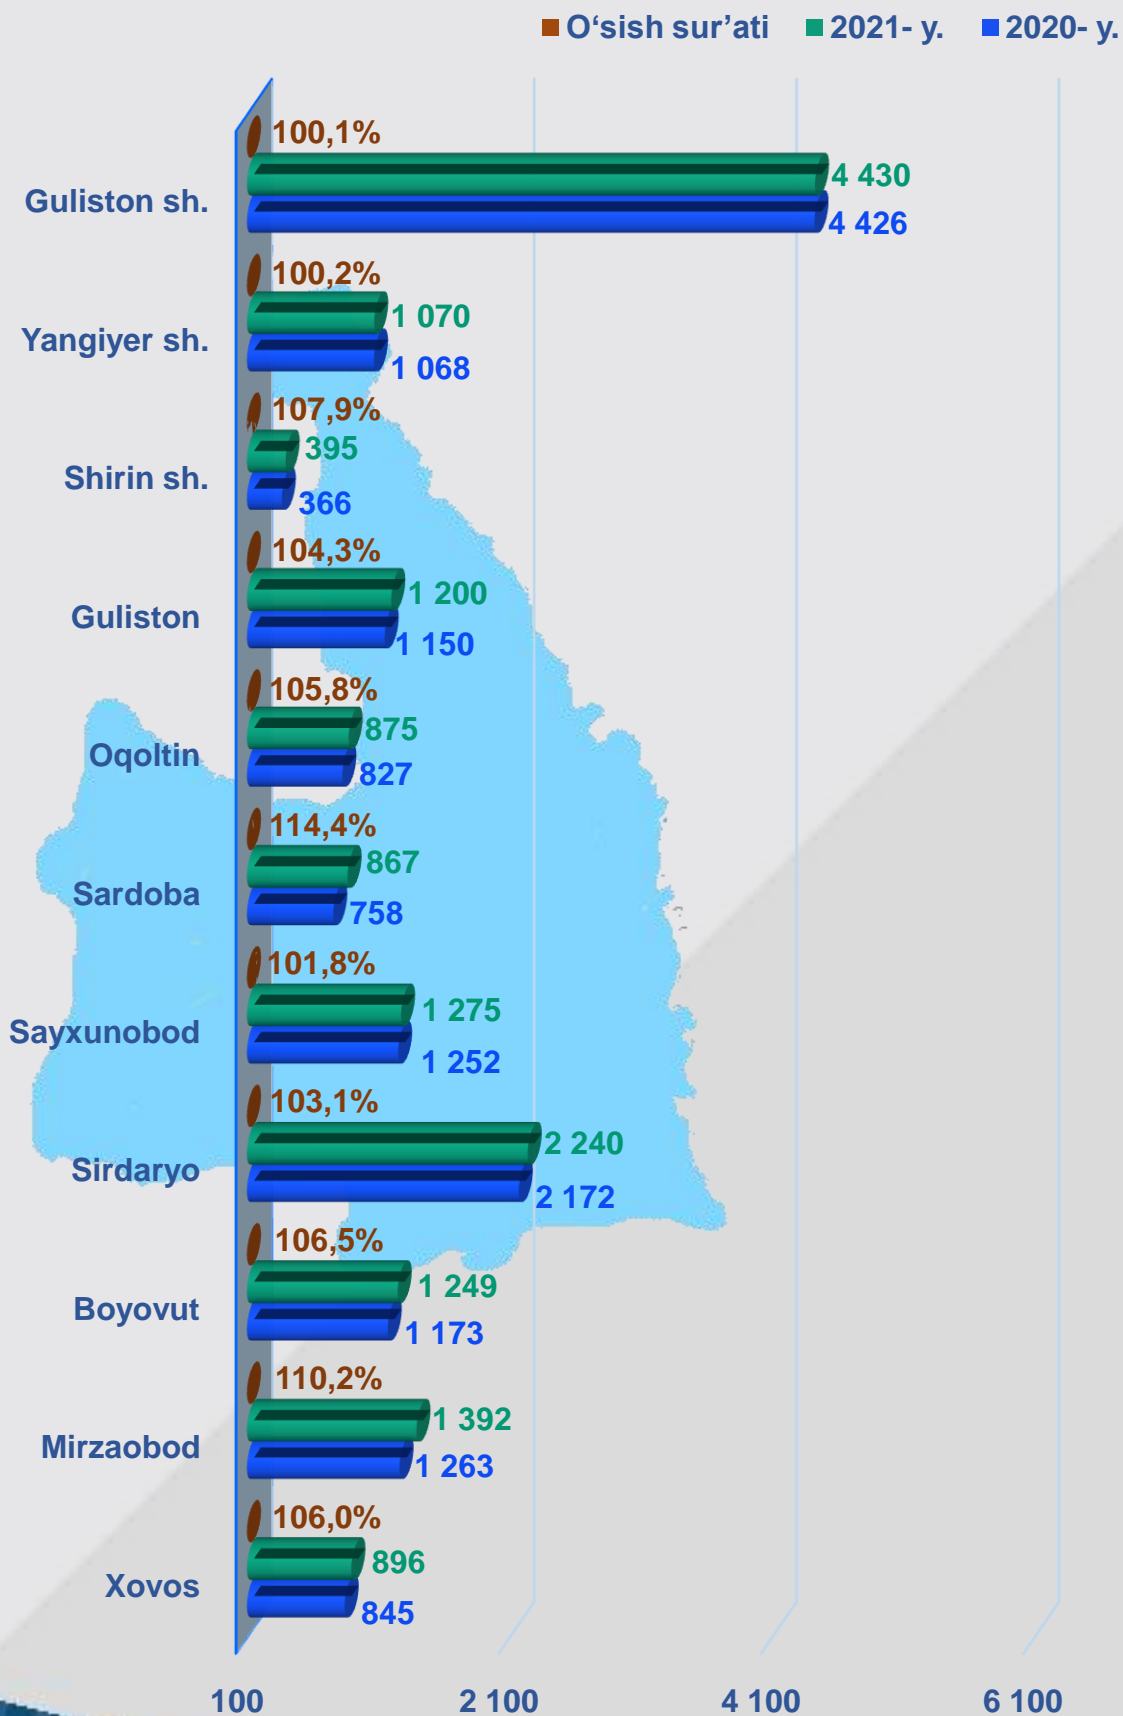 O‘sish sur’ati 2021- y. 2020- y.
100,1%
4 430
Guliston sh.
4 426
100,2%
1 070
Yangiyer sh.
1 068
107,9%
395
Shirin sh.
366
104,3%
1 200
Guliston
1 150
105,8%
875
Oqoltin
827
114,4%
867
Sardoba
758
101,8%
1 275
Sayxunobod
1 252
103,1%
2 240
Sirdaryo
2 172
106,5%
1 249
Boyovut
1 173
110,2%
1 392
Mirzaobod
1 263
106,0%
896
Xovos
845
100 2 100 4 100 6 100